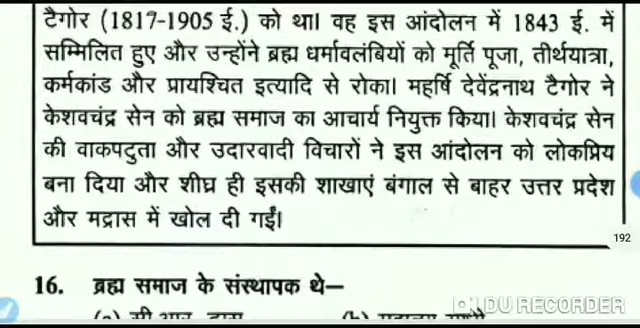 टैगोर (1817-1905 ई.) को था। वह इस आंदोलन में 1843 ई. में
सम्मिलित हुए और उन्होंने ब्रह्म धर्मावलंबियों को मूर्ति पूजा, तीर्थयात्रा,
कर्मकांड और प्रायश्चित इत्यादि से रोका। महर्षि देवेंद्रनाथ टैगोर ने
केशवचंद्र सेन को ब्रह्म समाज का आचार्य नियुक्त किया। केशवचंद्र सेन
की वाकपटुता और उदारवादी विचारों ने इस आंदोलन को लोकप्रिय
बना दिया और शीघ्र ही इसकी शाखाएं बंगाल से बाहर उत्तर प्रदेश
और मद्रास में खोल दी गईं।
192
16. ब्रह्म समाज के संस्थापक थे—
DU RECORDER